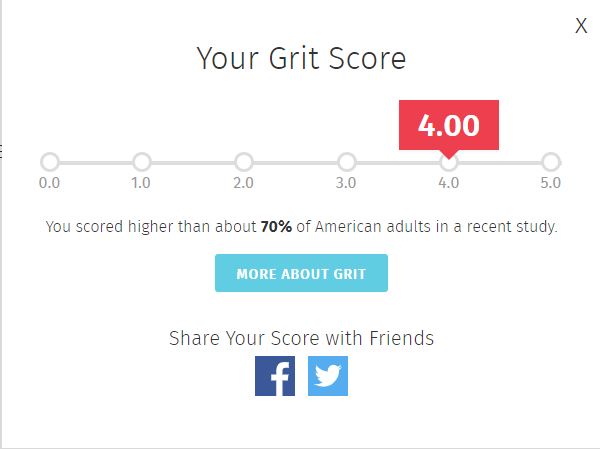 X
Your Grit Score
4.00
0.0 1.0 2.0 3.0 4.0 5.0
You scored higher than about 70% of American adults in a recent study.
MORE ABOUT GRIT
Share Your Score with Friends